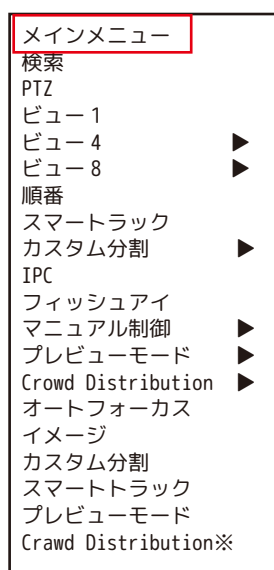 メインメニュー
検索
PTZ
ビュー1
ビュー4 ▶
ビュー8 ▶
順番
スマートラック
カスタム分割 ▶
IPC
フィッシュアイ
マニュアル制御 ▶
プレビューモード ▶
Crowd Distribution ▶
オートフォーカス
イメージ
カスタム分割
スマートトラック
プレビューモード
Crawd Distribution※